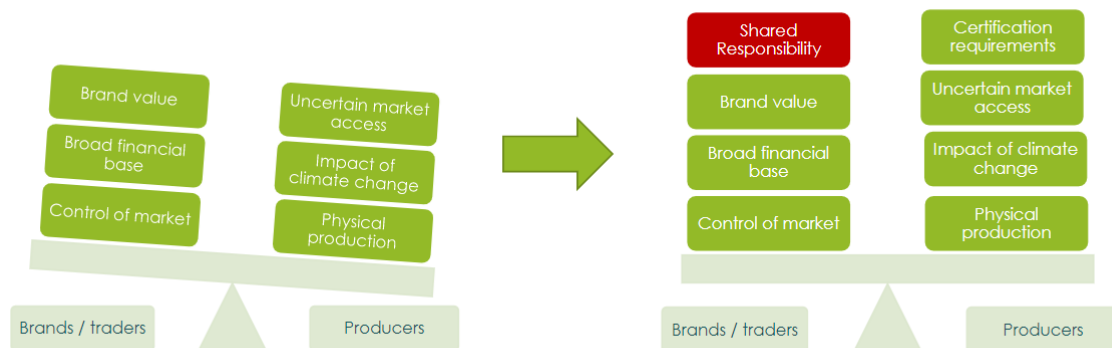 Brand value
Broad financial
base
Control of market
Uncertain market
access
Impact of
climate change
Physical
production
Brands / traders
Producers
Shared
Responsibility
Brand value
Broad financial
base
Control of market
Certification
requirements
Uncertain market
access
Impact of climate
change
Physical
production
Brands / traders
Producers